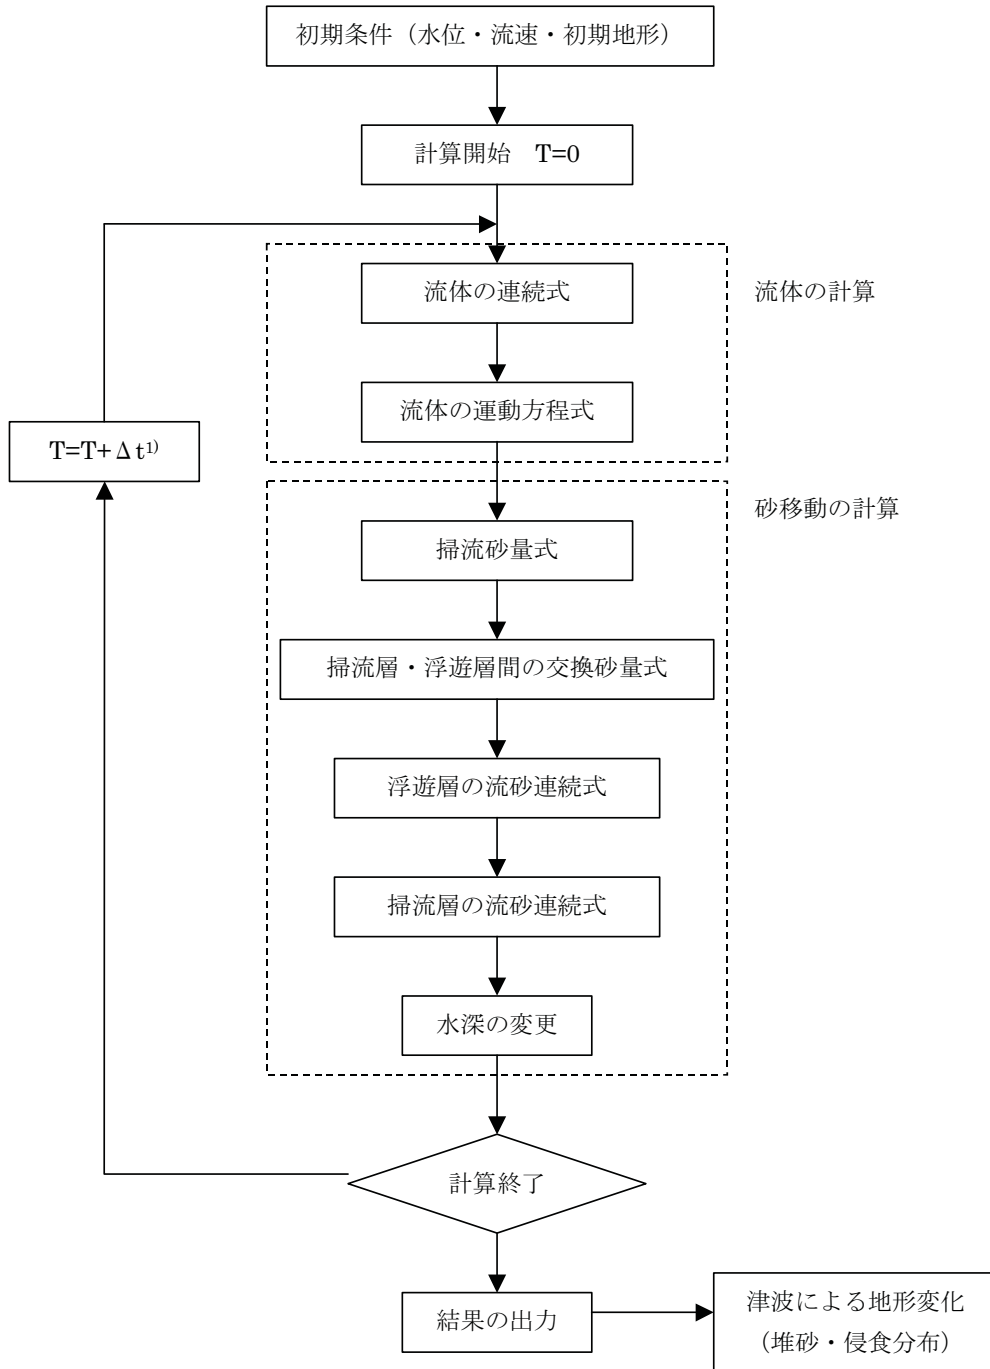 初期条件（水位・流速・初期地形）
計算開始　T=0
流体の連続式
流体の計算
流体の運動方程式
T=T+Δt1)
砂移動の計算
掃流砂量式
掃流層・浮遊層間の交換砂量式
浮遊層の流砂連続式
掃流層の流砂連続式
水深の変更
計算終了
結果の出力
津波による地形変化
（堆砂・侵食分布）